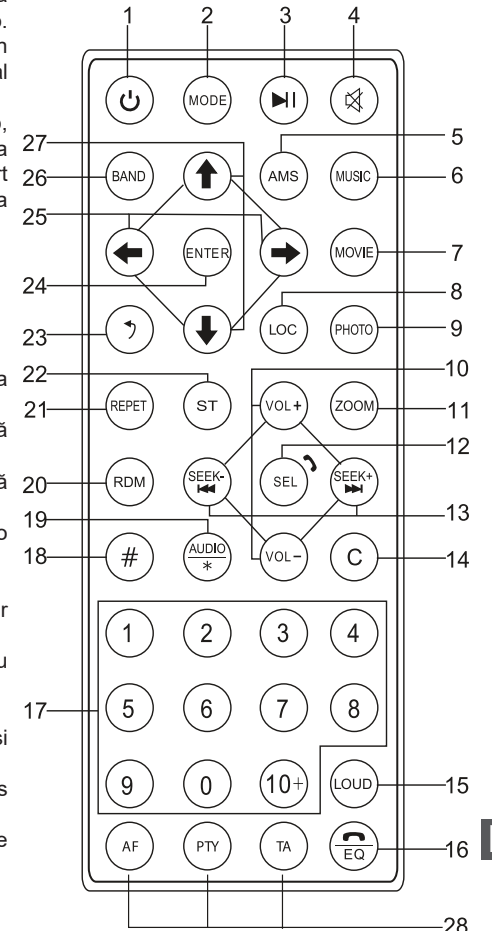 1 2 3 4
MODE
27 5
26 BAND AMS MUSIC 6
25
ENTER MOVIE 7
24 8
23 LOC PHOTO 9
22 10
21 REPET ST VOL+ ZOOM 11
12
20 RDM SEEK- SEL SEEK+
19 13
18 # AUDIO * VOL- C 14
1 2 3 4
17 5 6 7 8
9 0 10+ LOUD 15
AF PTY TA EQ 16
28